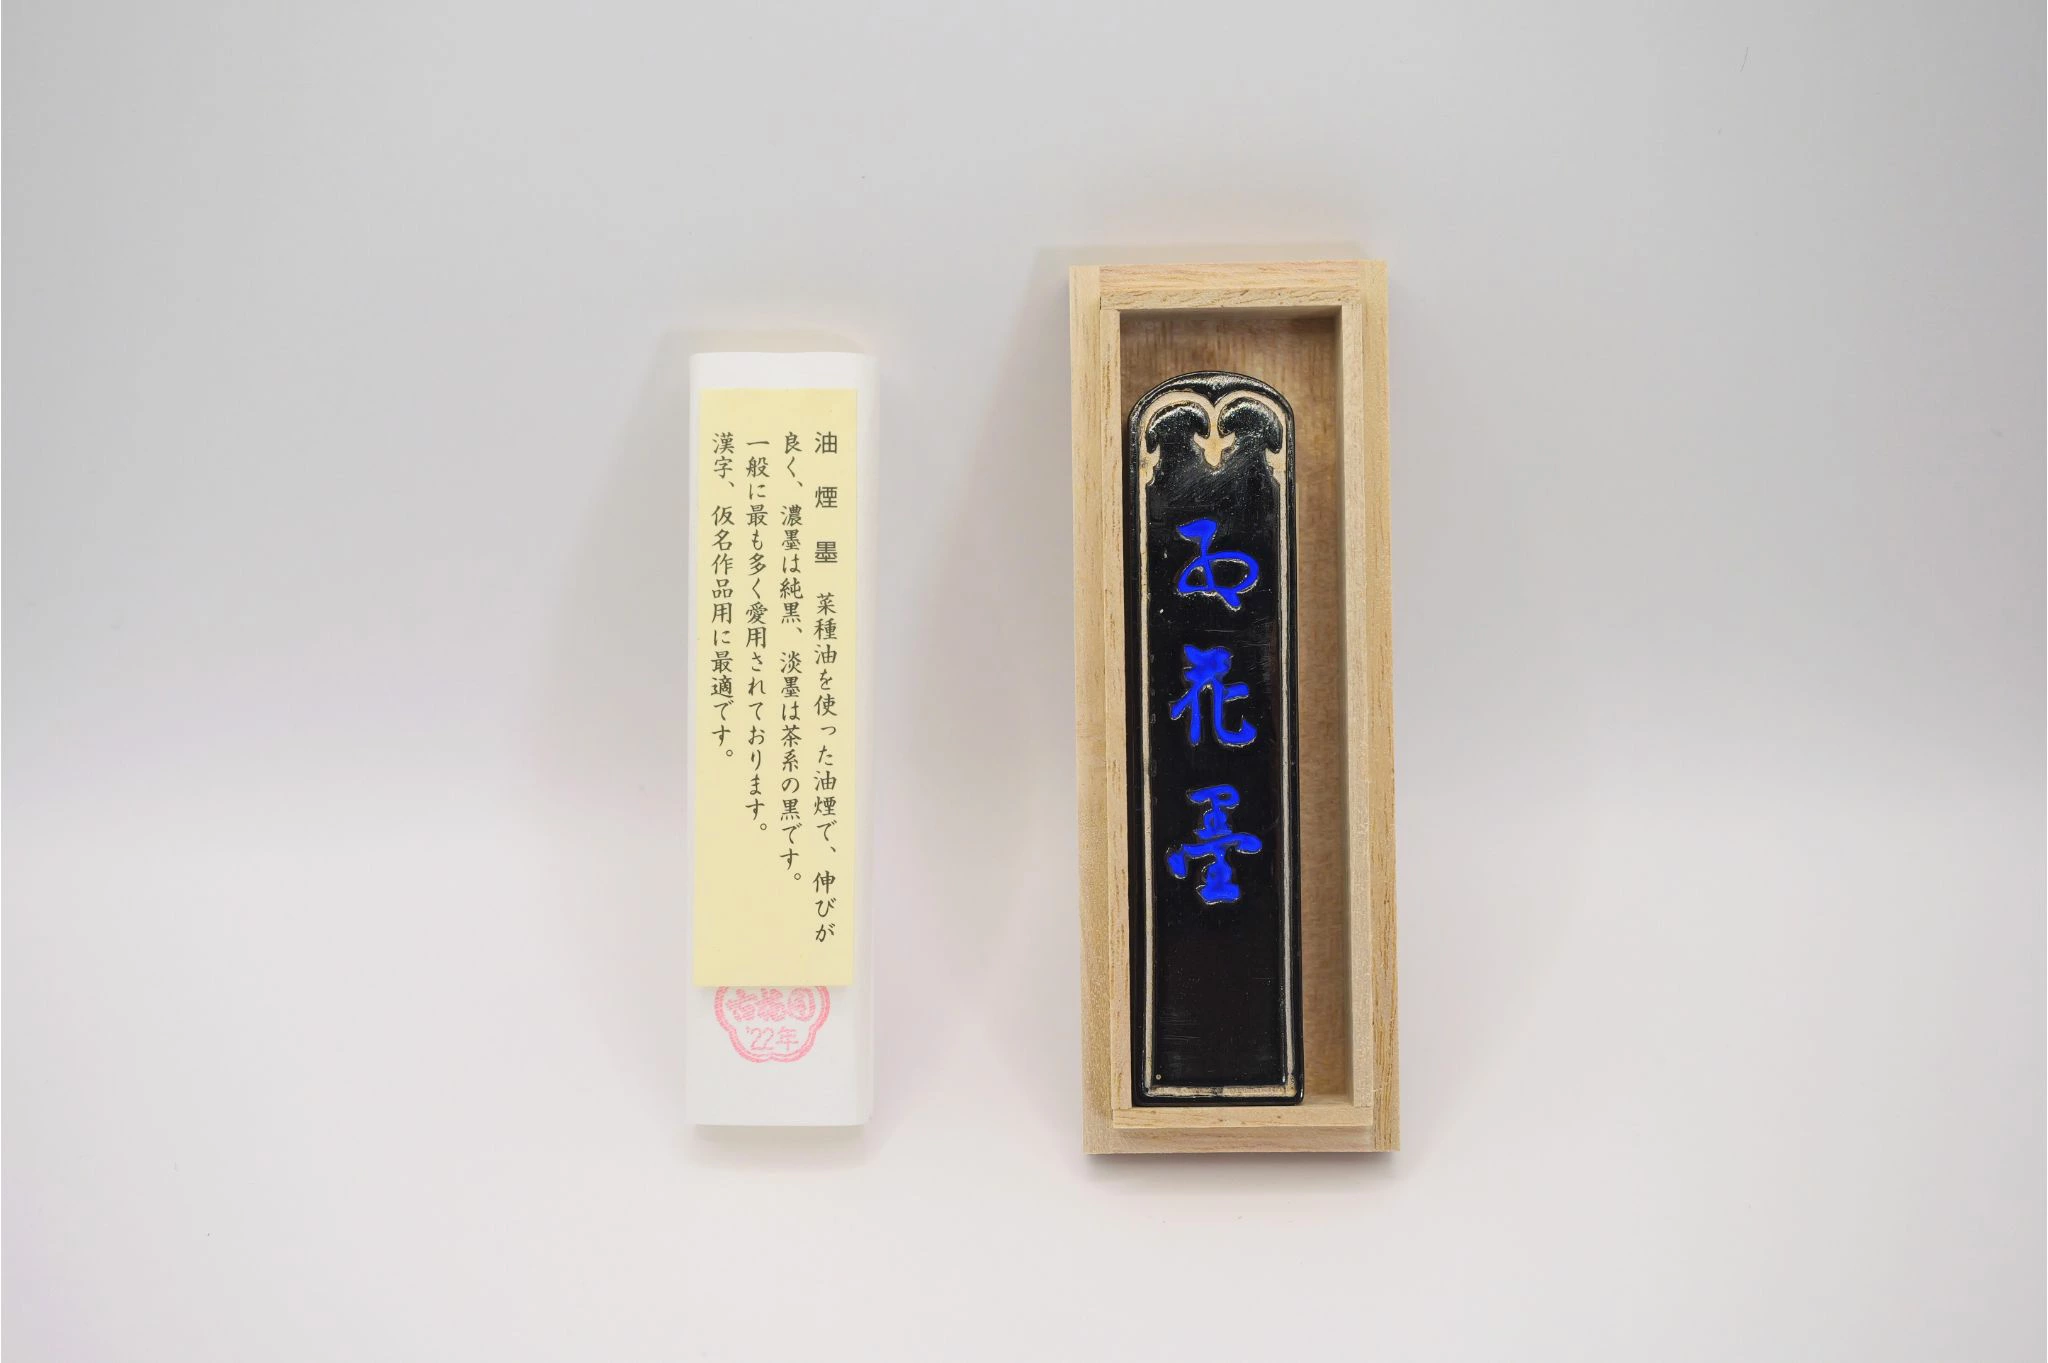 油煙墨 菜種油を使った油煙で、伸びが
良く、濃墨は純黒、淡墨は茶系の黒です。
一般に最も多く愛用されております。
漢字、仮名作品用に最適です。
'22年
花墨